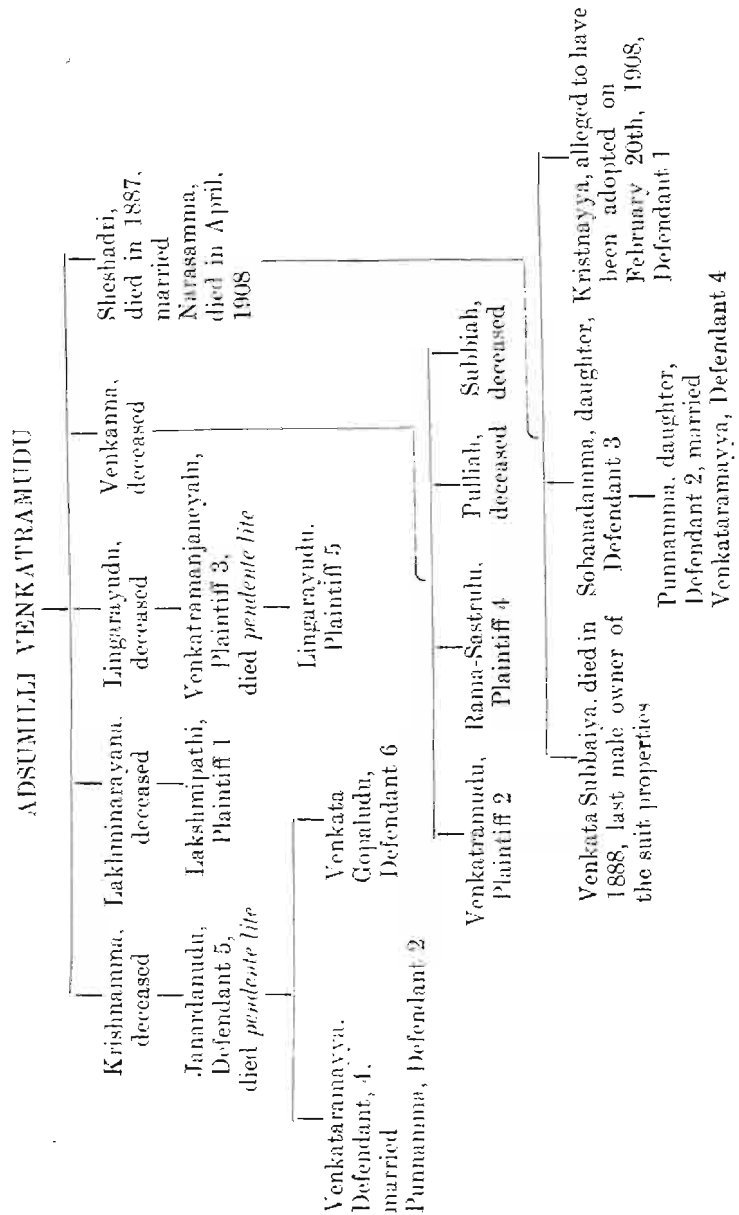 ADSUMILLI VENKATRAMUDU
Krishnamma,
deceased
Lakhminarayana,
deceased
Lingarayudu,
deceased
Venkanna,
deceased
Sheshadri,
died in 1887,
married
Narasamma,
died in April,
1908
Janardanudu,
Defendant 5,
died pendente lite
Lakshmipathi,
Plaintiff 1
Venkatramanjaneyalu,
Plaintiff 3,
died pendente lite
Lingarayudu,
Plaintiff 5
Venkataramayya,
Defendant, 4,
married
Punnamma, Defendant 2
Venkata
Gopaludu,
Defendant 6
Venkatramudu,
Plaintiff 2
Rama-Sastrulu,
Plaintiff 4
Pulliah,
deceased
Subbiah,
deceased
Venkata Subbaiya, died in
1888, last male owner of
the suit properties
Sobanadamma, daughter,
Defendant 3
Kristnayya, alleged to have
been adopted on
February 20th, 1908,
Defendant 1
Punnamma, daughter,
Defendant 2, married
Venkataramayya, Defendant 4